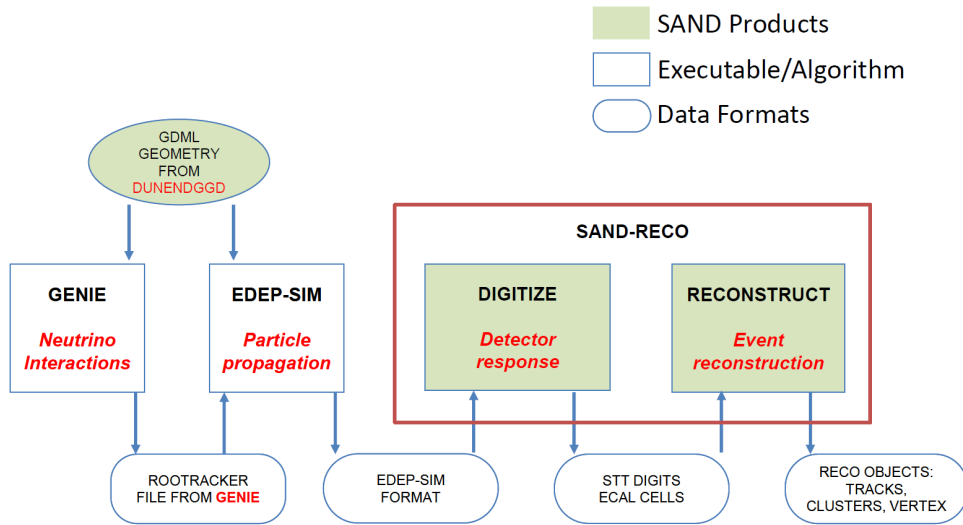 SAND Products
Executable/Algorithm
Data Formats
GDML
GEOMETRY
FROM
DUNENDGGD
SAND-RECO
GENIE
Neutrino
Interactions
EDEP-SIM
Particle
propagation
DIGITIZE
Detector
response
RECONSTRUCT
Event
reconstruction
ROOTRACKER
FILE FROM GENIE
EDEP-SIM
FORMAT
STT DIGITS
ECAL CELLS
RECO OBJECTS:
TRACKS,
CLUSTERS, VERTEX